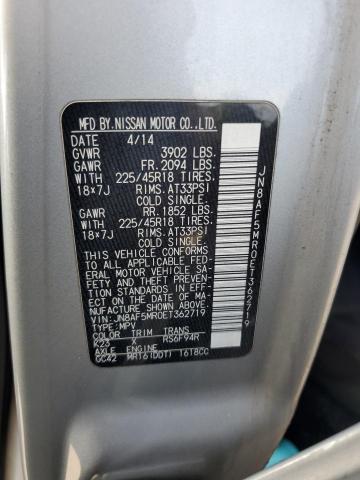 MFD BY NISSAN MOTOR CO.,LTD.
DATE 4/14
GVWR 3902 LBS.
GAWR FR. 2094 LBS.
WITH 225/45R18 TIRES.
18×7J RIMS. AT33PSI
COLD SINGLE.
GAWR RR. 1852 LBS.
WITH 225/45R18 TIRES.
18×7J RIMS. AT33PSI
COLD SINGLE.
THIS VEHICLE CONFORMS
TO ALL APPLICABLE FED-
ERAL MOTOR VEHICLE SA-
FETY AND THEFT PREVEN-
TION STANDARDS IN EFF-
ECT ON THE DATE OF MA-
NUFACTURE SHOWN ABOVE.
VIN: JN8AF5MR0ET362719
TYPE: MPV
COLOR TRIM TRANS
K23 X RS6F94R
AXLE ENGINE
GC42 MR16(DDT) 1618CC
JN8AF5MR0ET362719